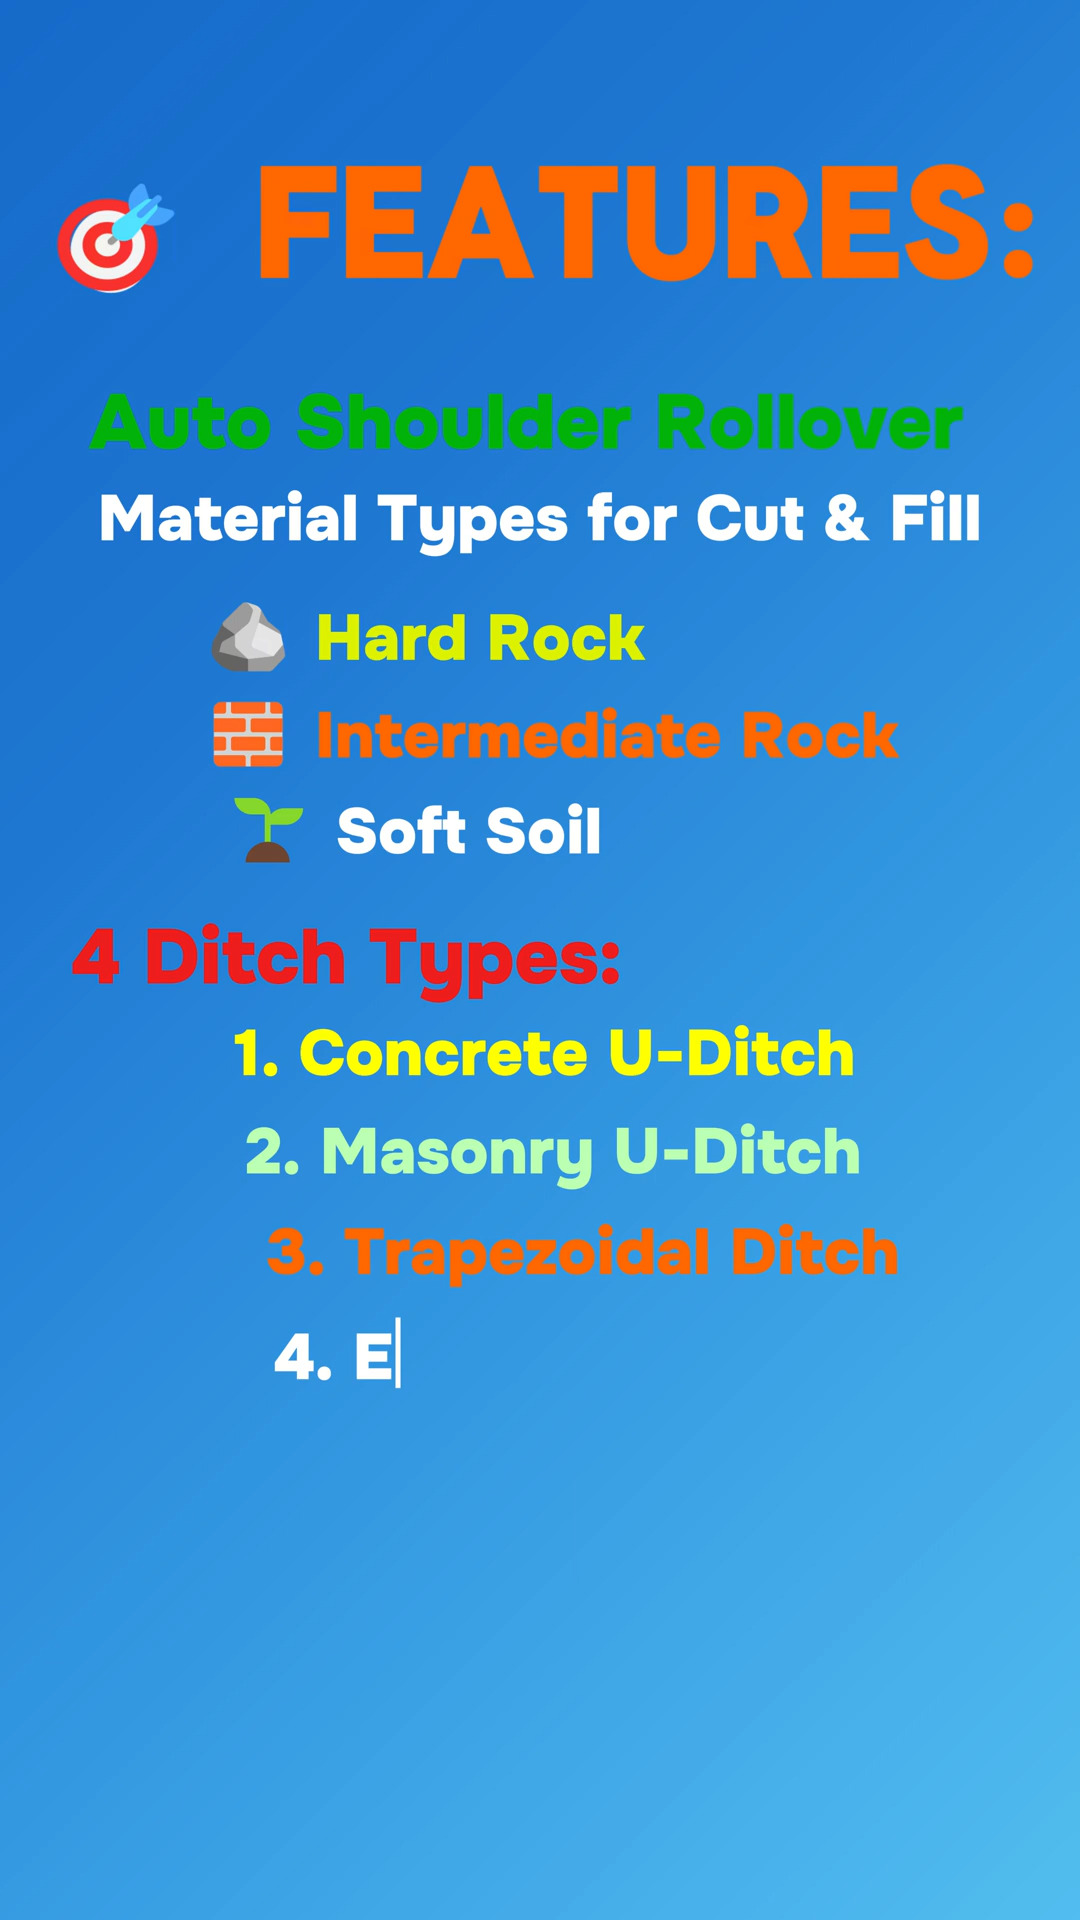 FEATURES:
Auto Shoulder Rollover
Material Types for Cut & Fill
Hard Rock
Intermediate Rock
Soft Soil
4 Ditch Types:
1. Concrete U-Ditch
2. Masonry U-Ditch
3. Trapezoidal Ditch
4. E